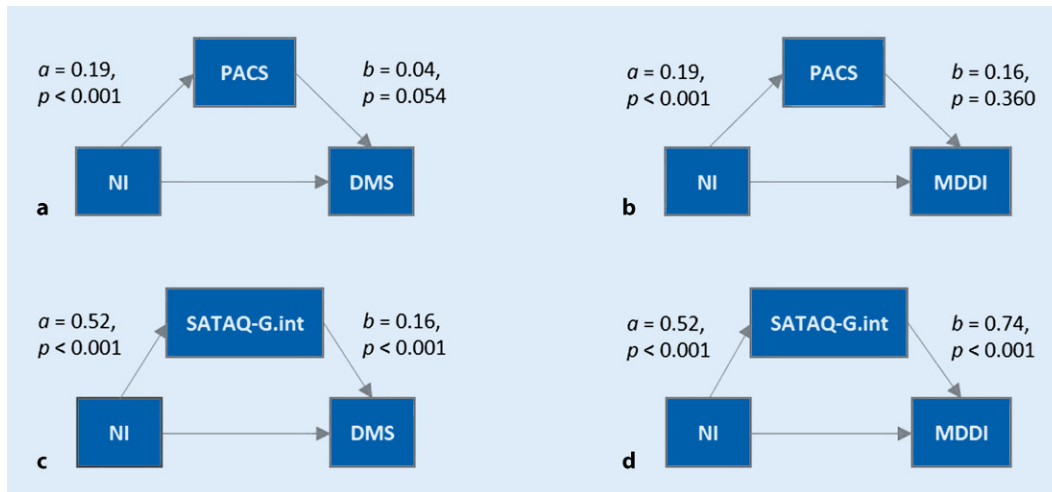 a = 0.19,
p < 0.001
PACS
b = 0.04,
p = 0.054
NI
DMS
a
a = 0.19,
p < 0.001
PACS
b = 0.16,
p = 0.360
NI
MDDI
b
a = 0.52,
p < 0.001
SATAQ-G.int
b = 0.16,
p < 0.001
NI
DMS
c
a = 0.52,
p < 0.001
SATAQ-G.int
b = 0.74,
p < 0.001
NI
MDDI
d